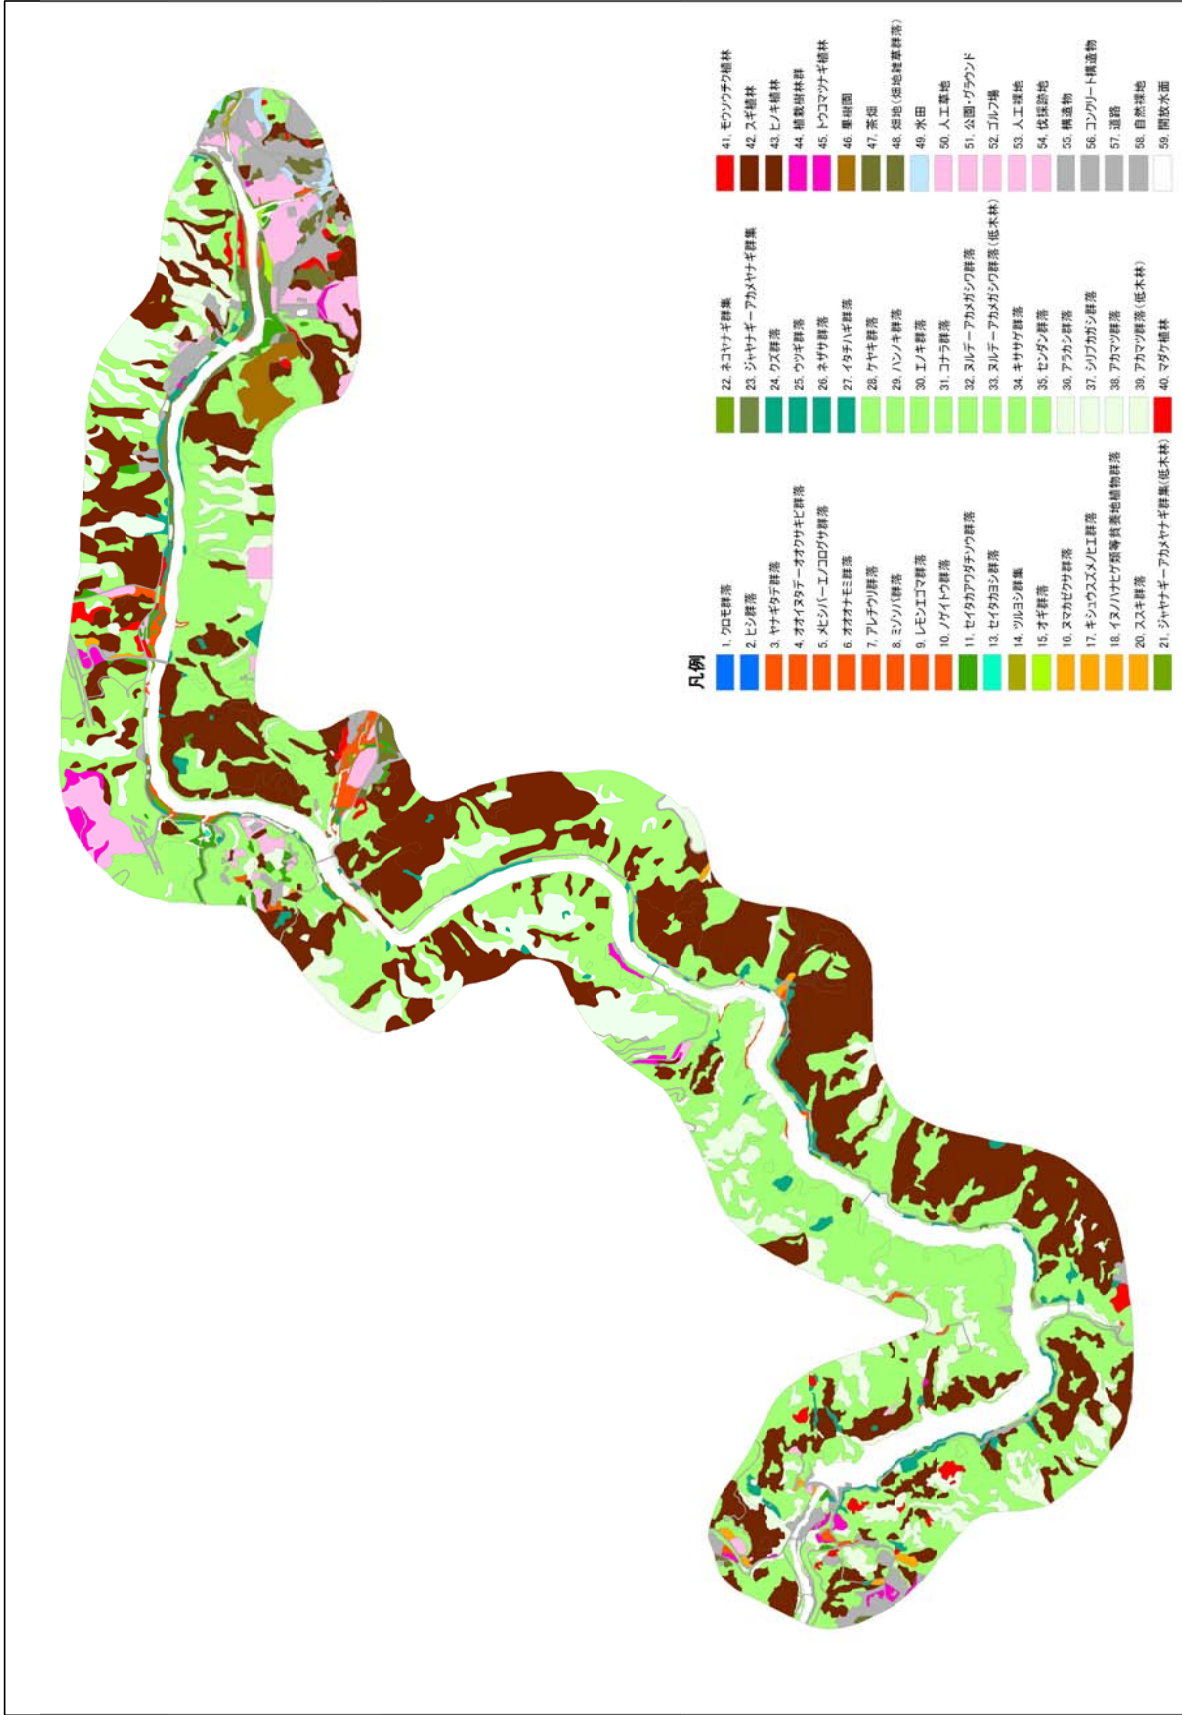 凡例
1. クロモ群落
2. ヒシ群落
3. ヤナギタデ群落
4. オオイヌタデーオオクサキビ群落
5. メヒシバーエノコログサ群落
6. オオオナモミ群落
7. アレチウリ群落
8. ミゾソバ群落
9. レモンエゴマ群落
10. ノゲイトウ群落
11. セイタカアワダチソウ群落
13. セイタカヨシ群落
14. ツルヨシ群集
15. オギ群落
16. ヌマカゼクサ群落
17. キシュウスズメノヒエ群落
18. イヌノハナヒゲ類等貧養地植物群落
20. ススキ群落
21. ジャヤナギーアカメヤナギ群集(低木林)
22. ネコヤナギ群集
23. ジャヤナギーアカメヤナギ群集
24. クズ群落
25. ウツギ群落
26. ネザサ群落
27. イタチハギ群落
28. ケヤキ群落
29. ハンノキ群落
30. エノキ群落
31. コナラ群落
32. ヌルデーアカメガシワ群落
33. ヌルデーアカメガシワ群落(低木林)
34. キササゲ群落
35. センダン群落
36. アラカシ群落
37. シリブカガシ群落
38. アカマツ群落
39. アカマツ群落(低木林)
40. マダケ植林
41. モウソウチク植林
42. スギ植林
43. ヒノキ植林
44. 植栽樹林群
45. トウコマツナギ植林
46. 果樹園
47. 茶畑
48. 畑地(畑地雑草群落)
49. 水田
50. 人工草地
51. 公園・グラウンド
52. ゴルフ場
53. 人工裸地
54. 伐採跡地
55. 構造物
56. コンクリート構造物
57. 道路
58. 自然裸地
59. 開放水面